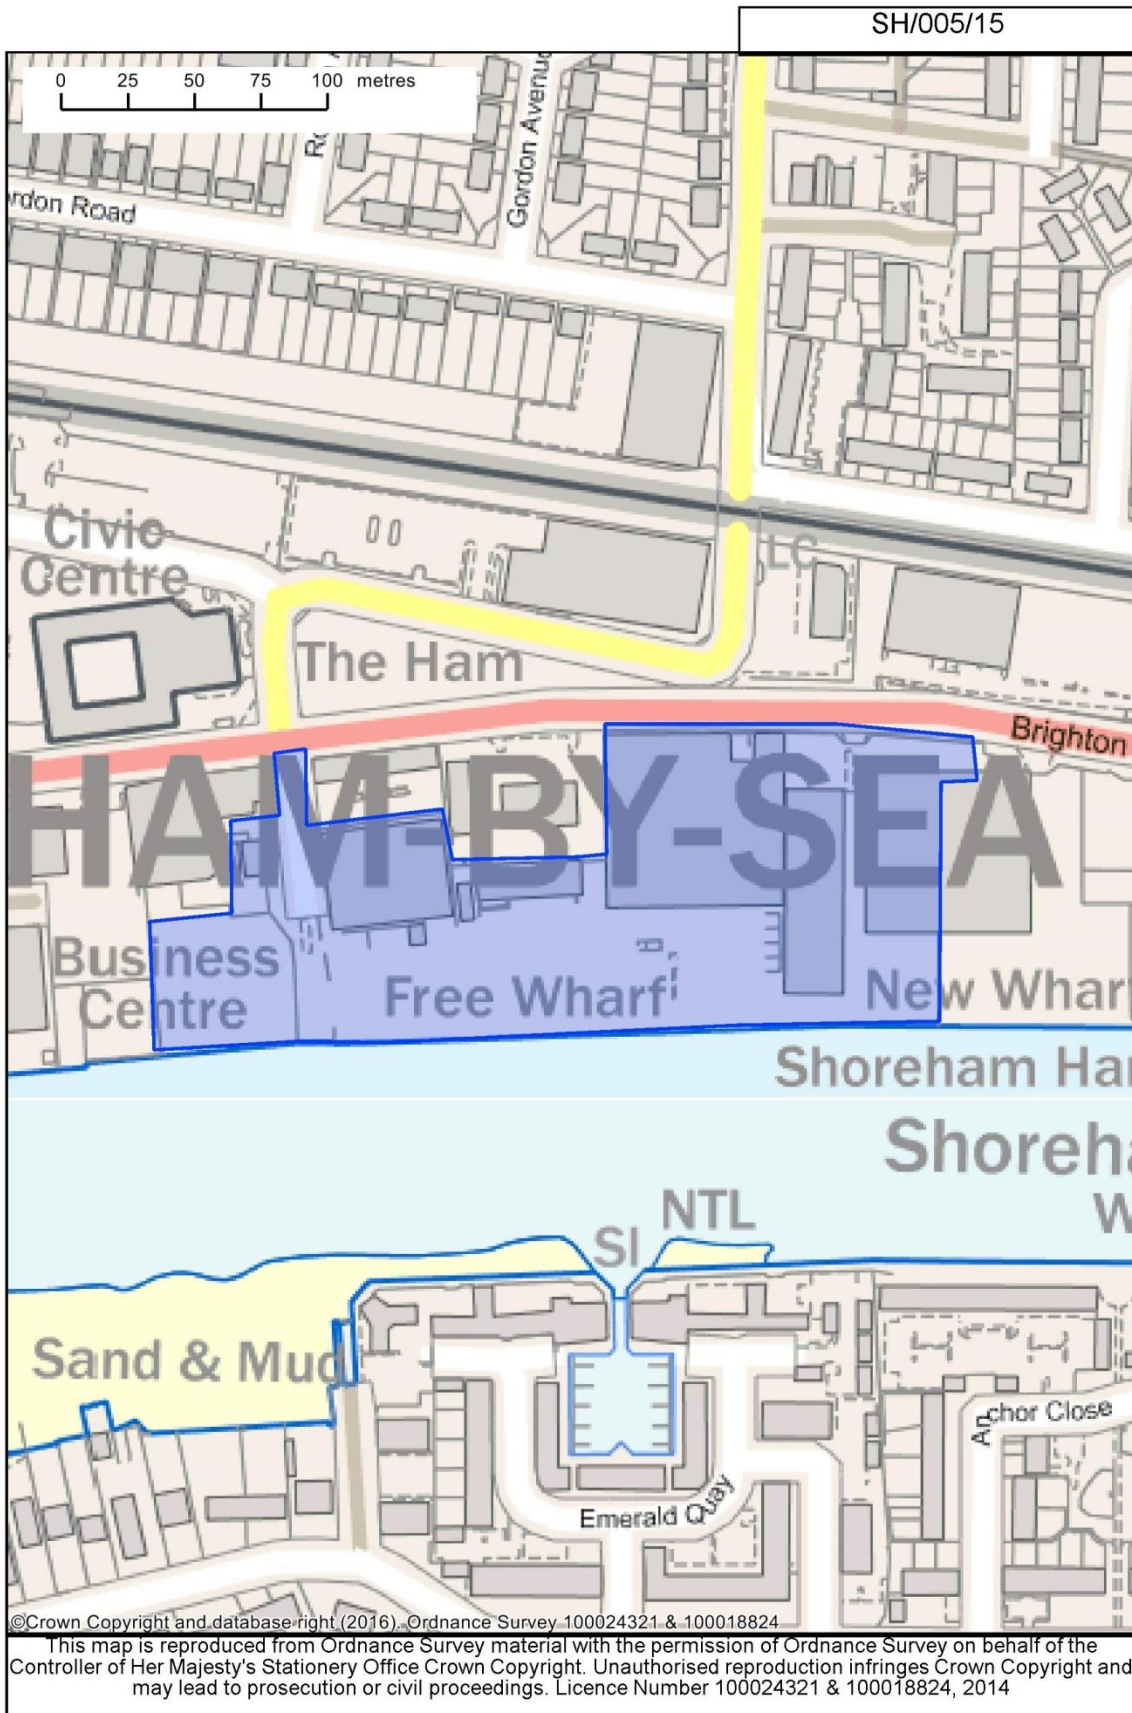 SH/005/15
0 25 50 75 100 metres
Gordon Avenue
rdon Road
Civic
Centre
LC
The Ham
Brighton
HAM-BY-SEA
Business
Centre
Free Wharf
New Wharf
Shoreham Har
Shoreha
W
NTL
SI
Sand & Mud
Anchor Close
Emerald Quay
©Crown Copyright and database right (2016). Ordnance Survey 100024321 & 100018824
This map is reproduced from Ordnance Survey material with the permission of Ordnance Survey on behalf of the
Controller of Her Majesty's Stationery Office Crown Copyright. Unauthorised reproduction infringes Crown Copyright and
may lead to prosecution or civil proceedings. Licence Number 100024321 & 100018824, 2014